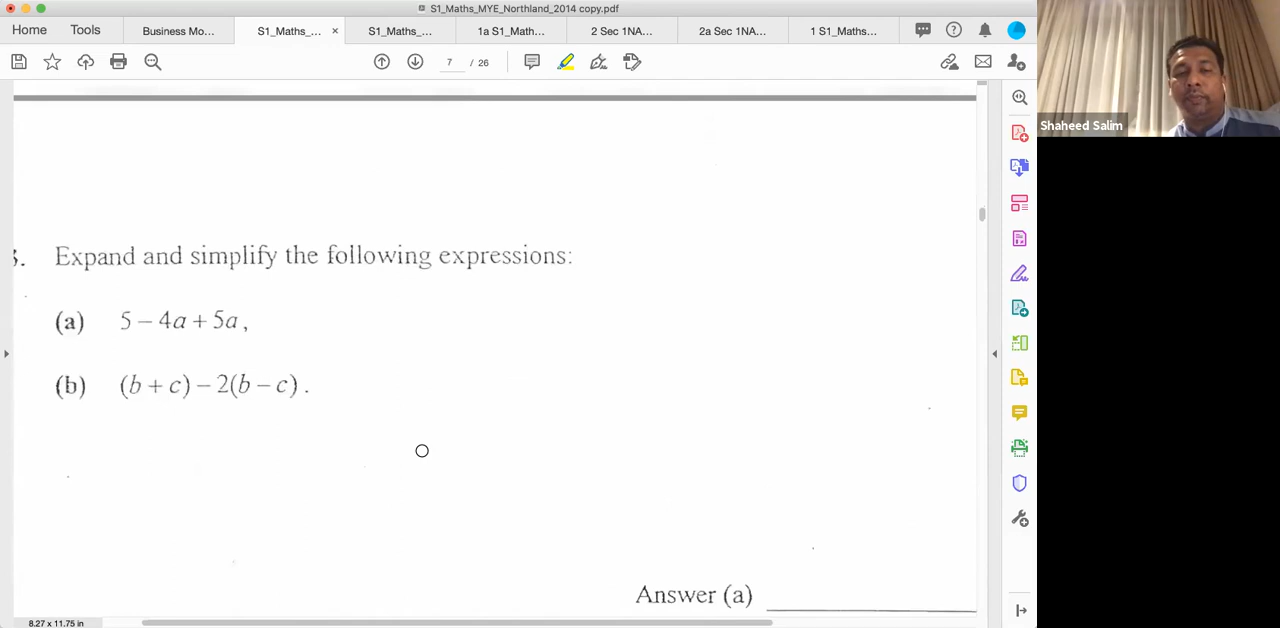 S1_Maths_MYE_Northland_2014 copy.pdf
Home Tools Business Mo... S1_Maths_... × S1_Maths_... 1a S1_Math... 2 Sec 1NA... 2a Sec 1NA... 1 S1_Maths...
7 / 26
Shaheed Salim
Expand and simplify the following expressions:
(a) 5 − 4a + 5a,
(b) (b + c) − 2(b − c).
Answer (a)
8.27 x 11.75 in